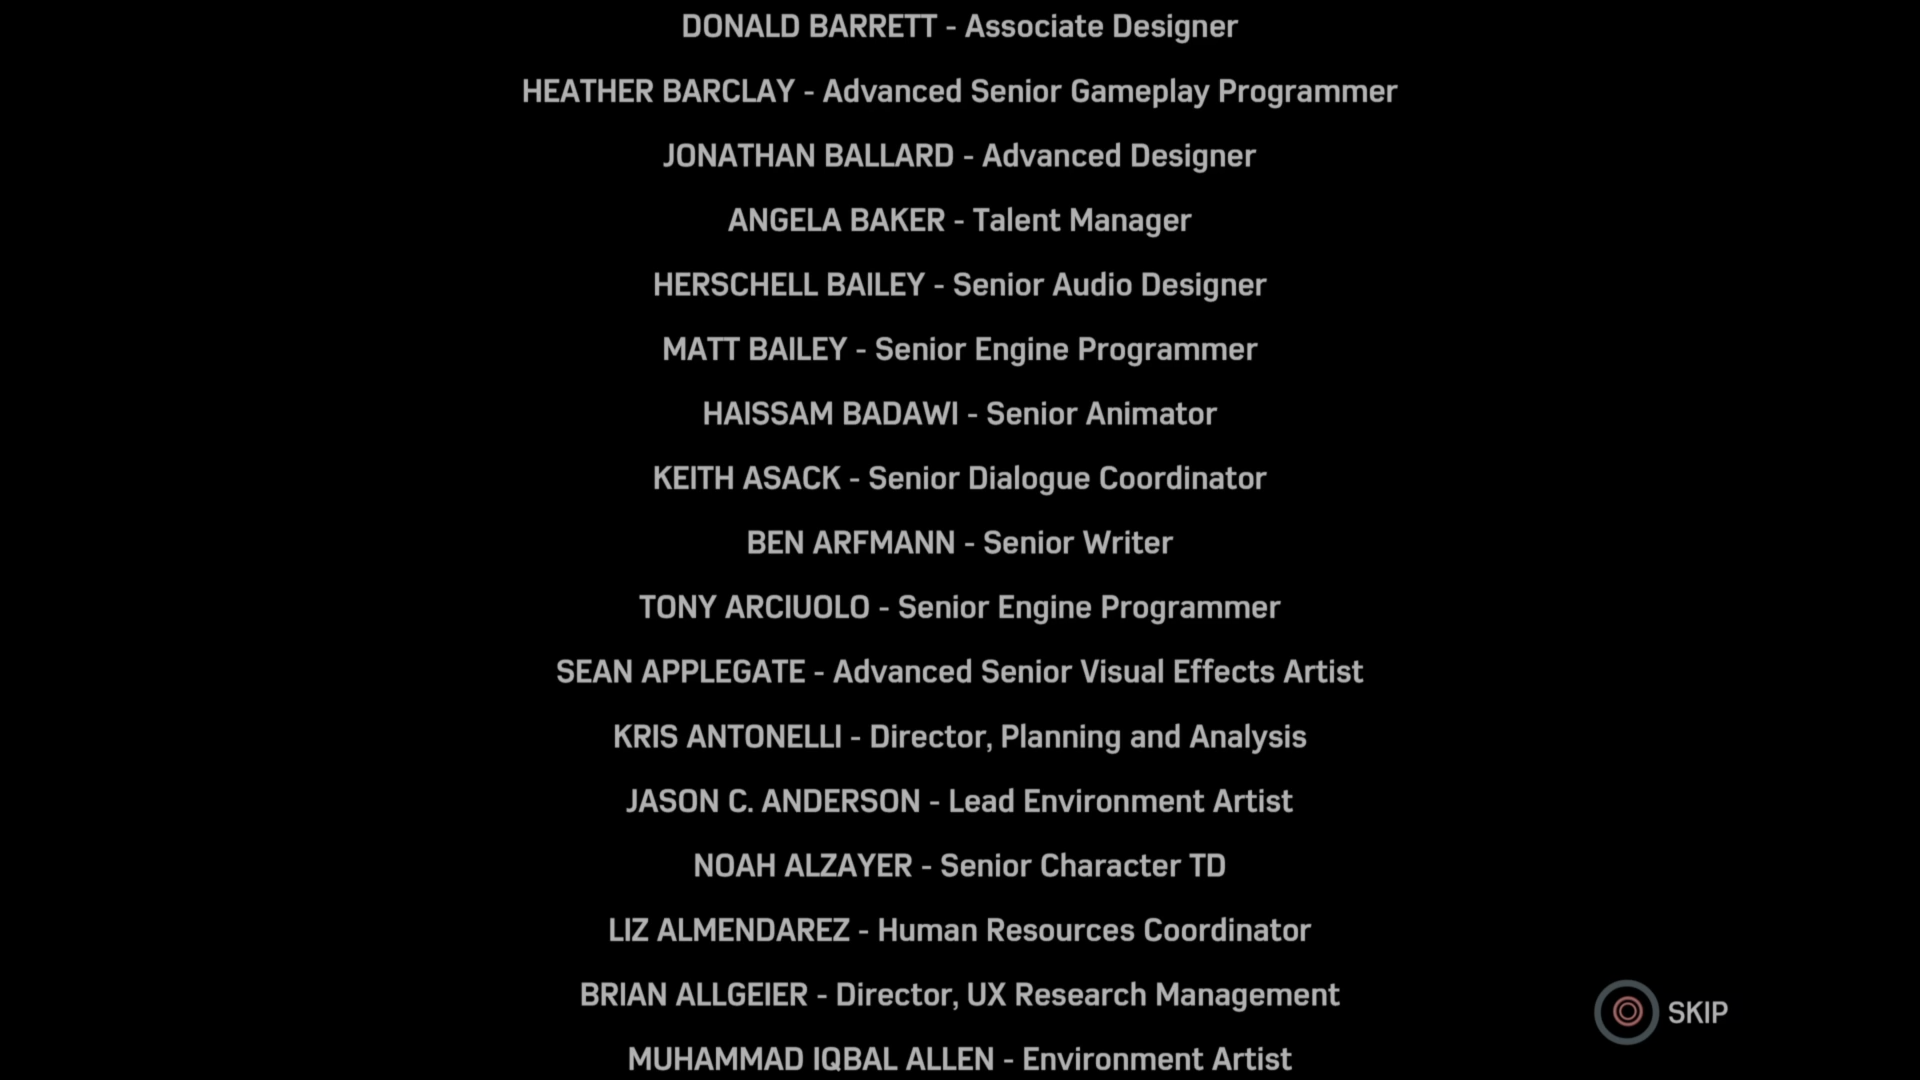 DONALD BARRETT - Associate Designer
HEATHER BARCLAY - Advanced Senior Gameplay Programmer
JONATHAN BALLARD - Advanced Designer
ANGELA BAKER - Talent Manager
HERSCHELL BAILEY - Senior Audio Designer
MATT BAILEY - Senior Engine Programmer
HAISSAM BADAWI - Senior Animator
KEITH ASACK - Senior Dialogue Coordinator
BEN ARFMANN - Senior Writer
TONY ARCIUOLO - Senior Engine Programmer
SEAN APPLEGATE - Advanced Senior Visual Effects Artist
KRIS ANTONELLI - Director, Planning and Analysis
JASON C. ANDERSON - Lead Environment Artist
NOAH ALZAYER - Senior Character TD
LIZ ALMENDAREZ - Human Resources Coordinator
BRIAN ALLGEIER - Director, UX Research Management
SKIP
MUHAMMAD IQBAL ALLEN - Environment Artist